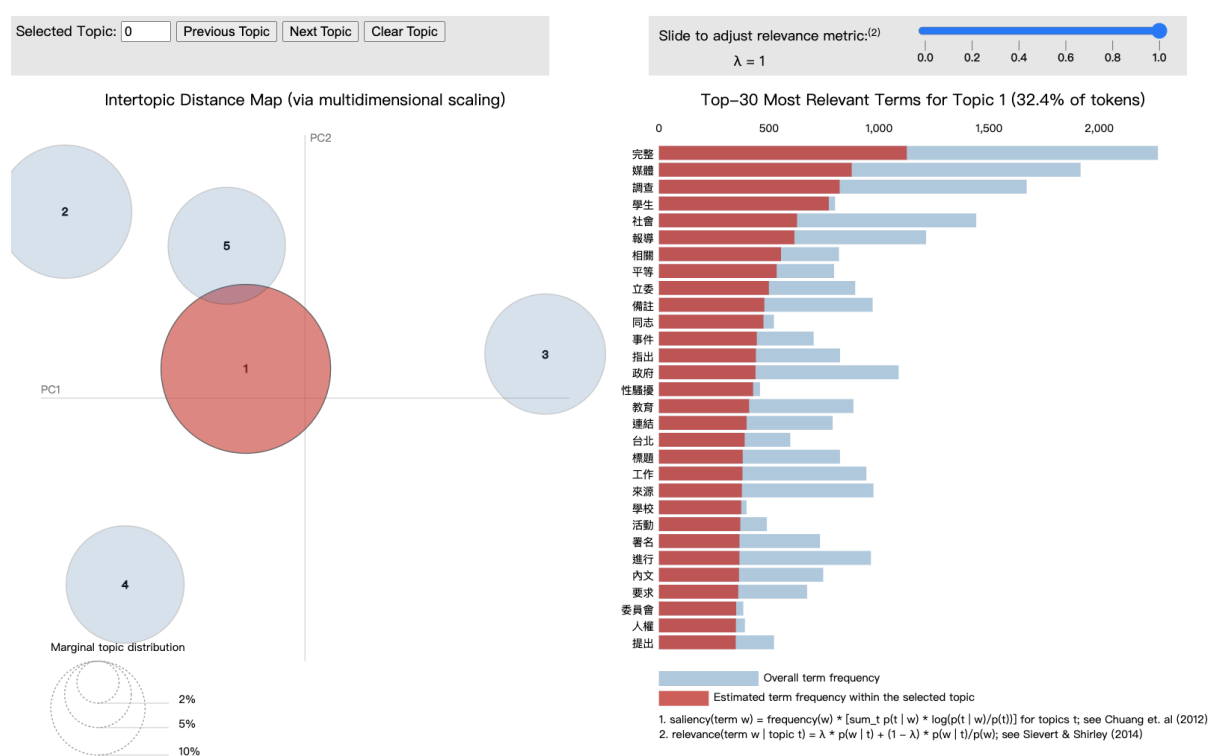 Selected Topic: 0 Previous Topic Next Topic Clear Topic
Slide to adjust relevance metric:(2)
λ = 1
0.0 0.2 0.4 0.6 0.8 1.0
Intertopic Distance Map (via multidimensional scaling)
PC2
PC1
2
5
1
3
4
Marginal topic distribution
2%
5%
10%
Top-30 Most Relevant Terms for Topic 1 (32.4% of tokens)
0 500 1,000 1,500 2,000
完整
媒體
調查
學生
社會
報導
相關
平等
立委
備註
同志
事件
指出
政府
性騷擾
教育
連結
台北
標題
工作
來源
學校
活動
署名
進行
內文
要求
委員會
人權
提出
Overall term frequency
Estimated term frequency within the selected topic
1. saliency(term w) = frequency(w) * [sum_t p(t | w) * log(p(t | w)/p(t))] for topics t; see Chuang et. al (2012)
2. relevance(term w | topic t) = λ * p(w | t) + (1 − λ) * p(w | t)/p(w); see Sievert & Shirley (2014)